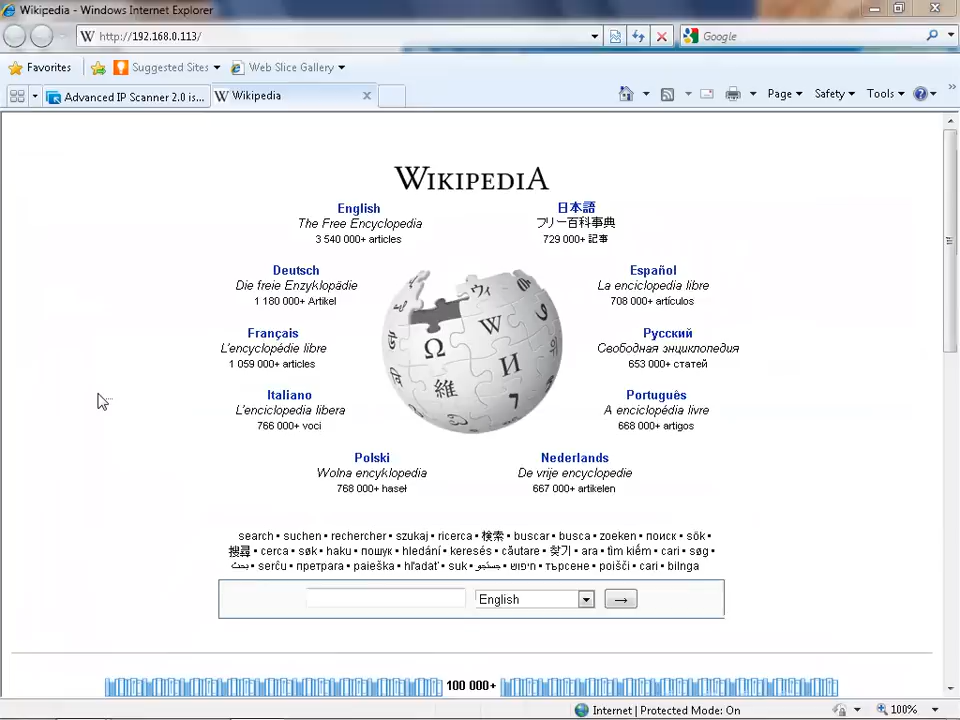 Wikipedia - Windows Internet Explorer
http://192.168.0.113/
Google
Favorites
Suggested Sites
Web Slice Gallery
Advanced IP Scanner 2.0 is...
Wikipedia
Page
Safety
Tools
WIKIPEDIA
English
The Free Encyclopedia
3 540 000+ articles
日本語
フリー百科事典
729 000+ 記事
Deutsch
Die freie Enzyklopädie
1 180 000+ Artikel
Español
La enciclopedia libre
708 000+ artículos
Français
L'encyclopédie libre
1 059 000+ articles
Русский
Свободная энциклопедия
653 000+ статей
Italiano
L'enciclopedia libera
766 000+ voci
Português
A enciclopédia livre
668 000+ artigos
Polski
Wolna encyklopedia
768 000+ haseł
Nederlands
De vrije encyclopedie
667 000+ artikelen
search • suchen • rechercher • szukaj • ricerca • 検索 • buscar • busca • zoeken • поиск • sök •
搜尋 • cerca • søk • haku • пошук • hledání • keresés • căutare • 찾기 • ara • tìm kiếm • cari • søg •
بحث • serĉu • претрага • paieška • hľadať • suk • جستجو • חיפוש • търсене • poišči • cari • bilnga
English
→
100 000+
Internet | Protected Mode: On
100%